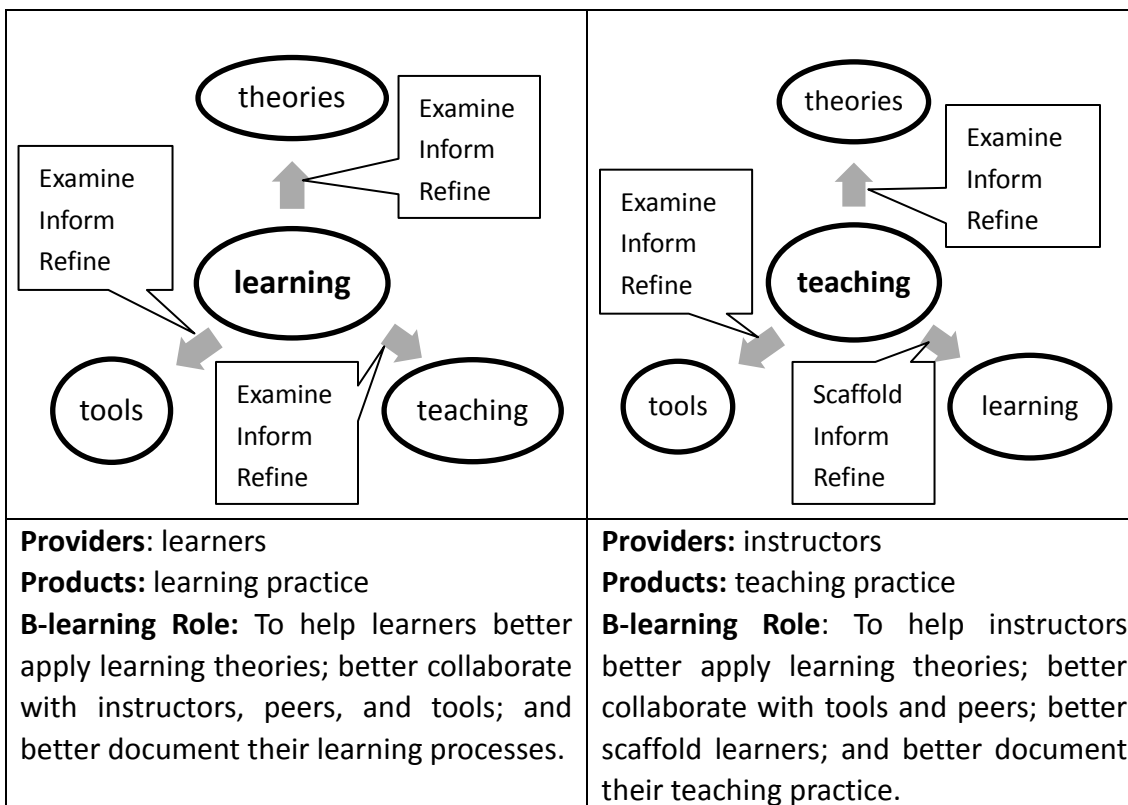 theories
Examine
Inform
Refine
Examine
Inform
Refine
learning
tools
Examine
Inform
Refine
teaching
Providers: learners
Products: learning practice
B-learning Role: To help learners better
apply learning theories; better collaborate
with instructors, peers, and tools; and
better document their learning processes.
theories
Examine
Inform
Refine
Examine
Inform
Refine
teaching
tools
Scaffold
Inform
Refine
learning
Providers: instructors
Products: teaching practice
B-learning Role: To help instructors
better apply learning theories; better
collaborate with tools and peers; better
scaffold learners; and better document
their teaching practice.